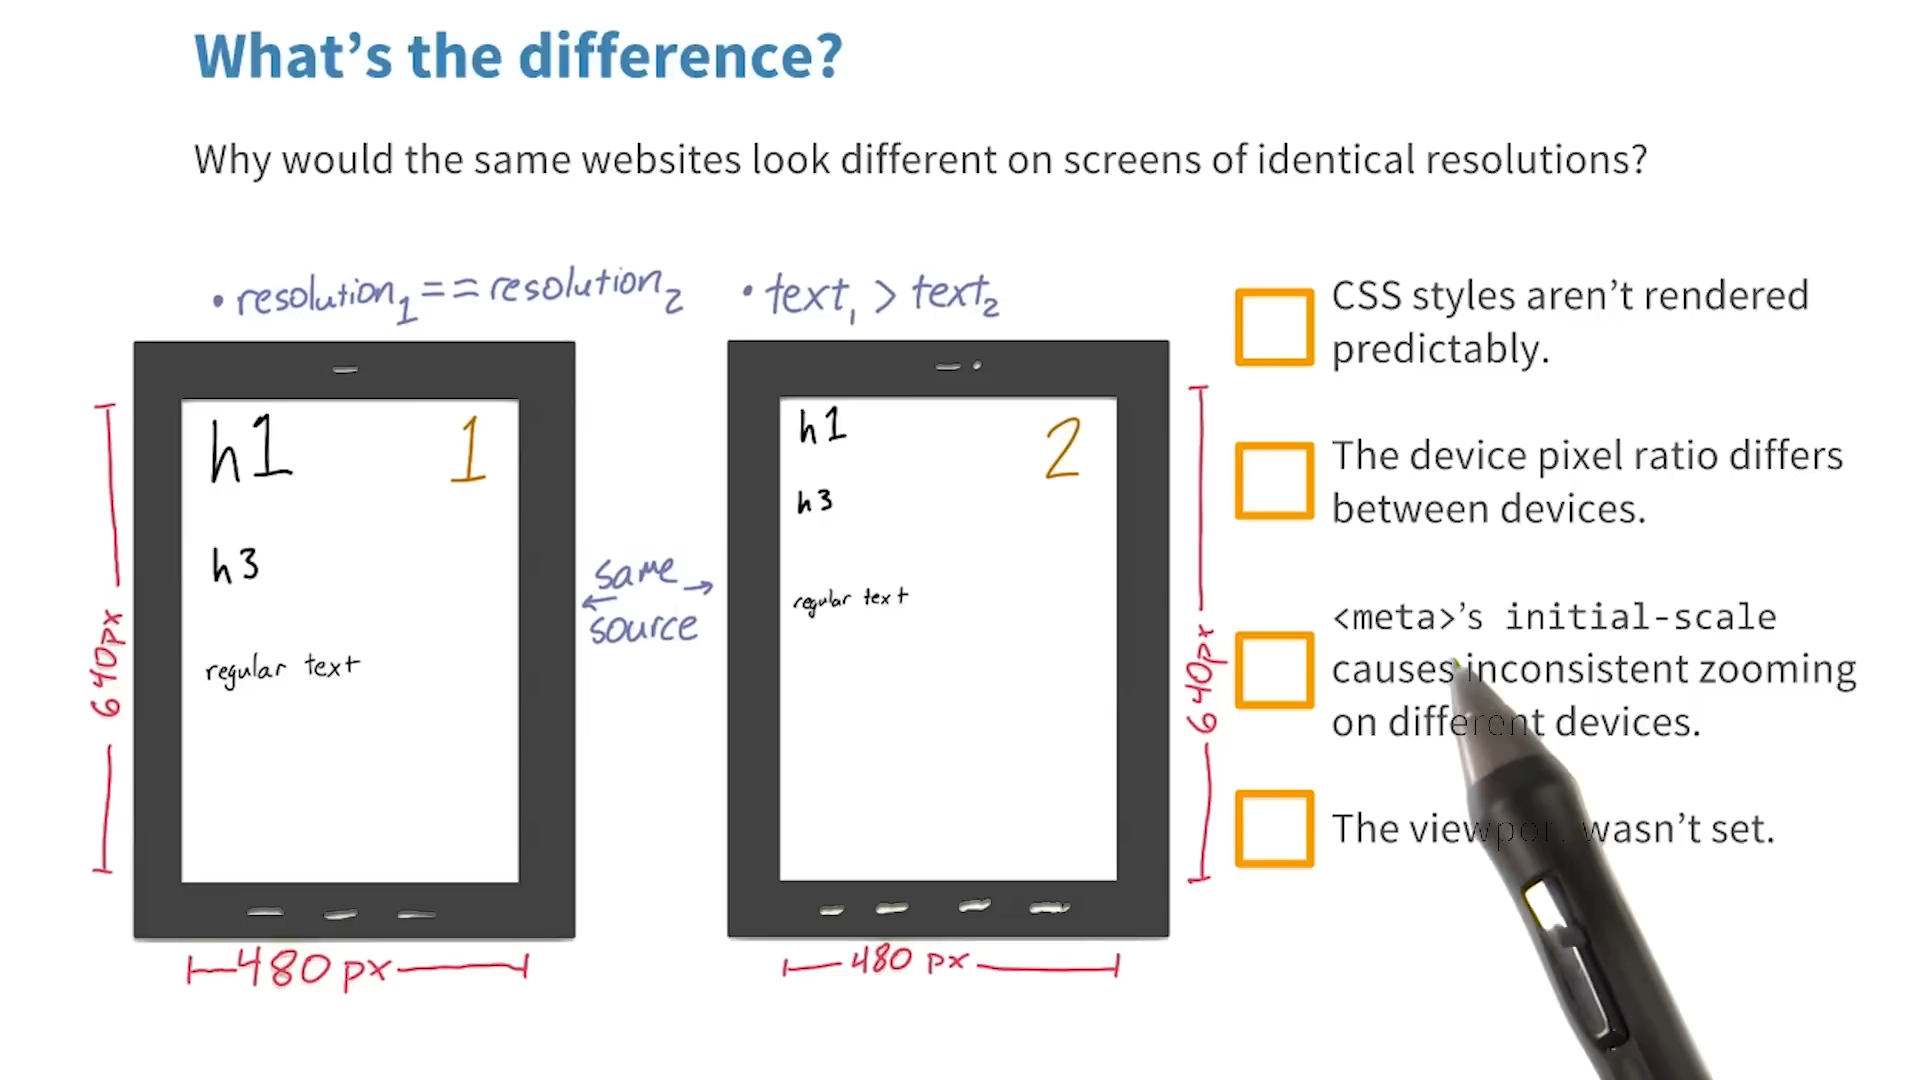 What's the difference?
Why would the same websites look different on screens of identical resolutions?
• resolution₁ == resolution₂
• text₁ > text₂
h1
1
h3
regular text
640px
480 px
same
source
h1
2
h3
regular text
640px
480 px
CSS styles aren't rendered
predictably.
The device pixel ratio differs
between devices.
<meta>'s initial-scale
causes inconsistent zooming
on different devices.
The viewport wasn't set.